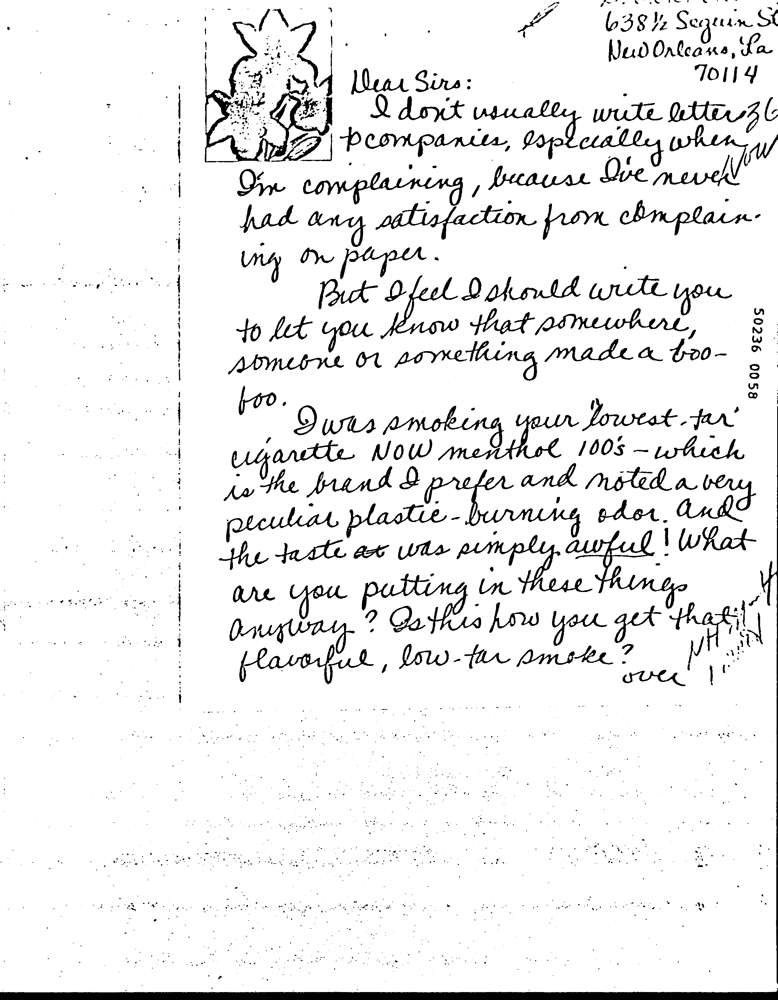 638½ Seguin St
New Orleans, La
70114
Dear Sirs:
I don't usually write letters
to companies, especially when
Now
I'm complaining, because I've never
had any satisfaction from complain-
ing on paper.
But I feel I should write you
to let you know that somewhere,
someone or something made a boo-
boo.
I was smoking your "lowest-tar"
cigarette NOW menthol 100's – which
is the brand I prefer and noted a very
peculiar plastic-burning odor. And
the taste at was simply awful! What
are you putting in these things
anyway? Is this how you get that
flavorful, low-tar smoke?
over
50236 0058